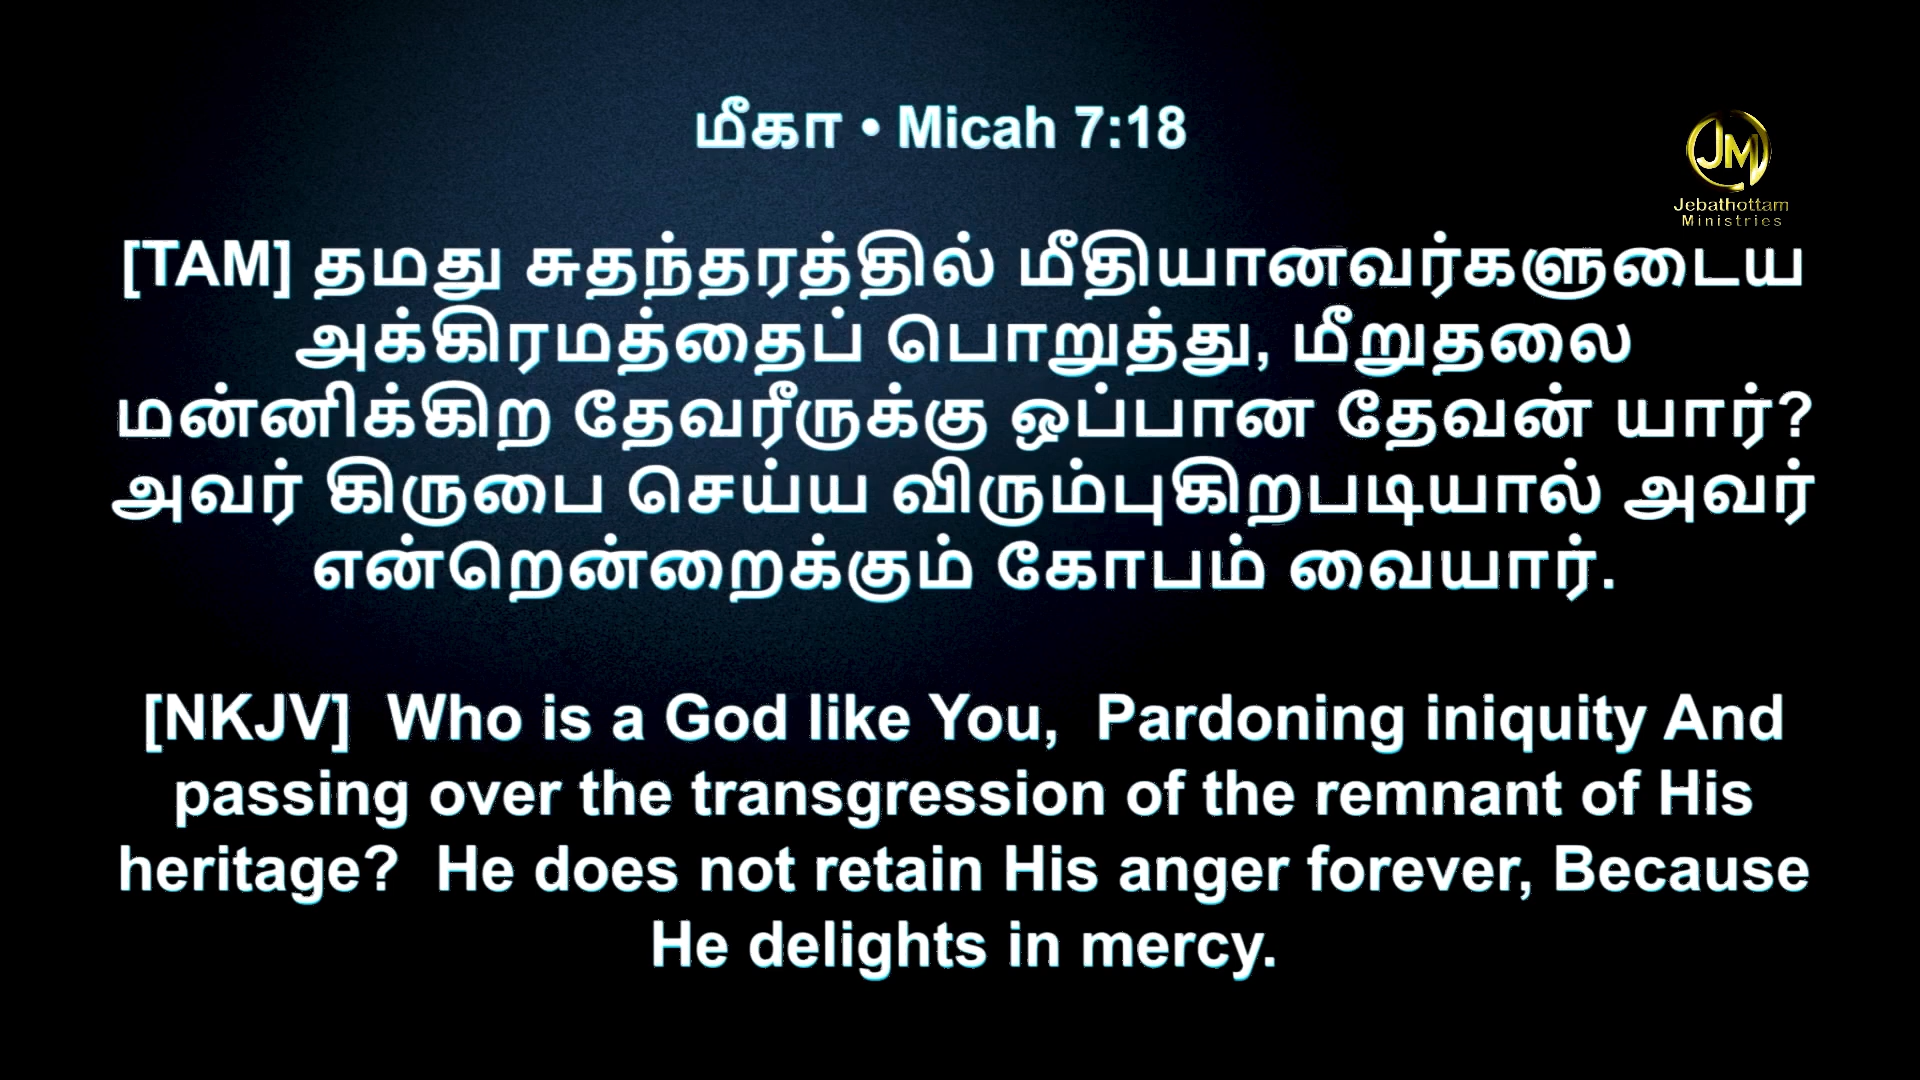 மீகா • Micah 7:18
JM
Jebathottam
Ministries
[TAM] தமது சுதந்தரத்தில் மீதியானவர்களுடைய
அக்கிரமத்தைப் பொறுத்து, மீறுதலை
மன்னிக்கிற தேவரீருக்கு ஒப்பான தேவன் யார்?
அவர் கிருபை செய்ய விரும்புகிறபடியால் அவர்
என்றென்றைக்கும் கோபம் வையார்.
[NKJV]  Who is a God like You,  Pardoning iniquity And
passing over the transgression of the remnant of His
heritage?  He does not retain His anger forever, Because
He delights in mercy.